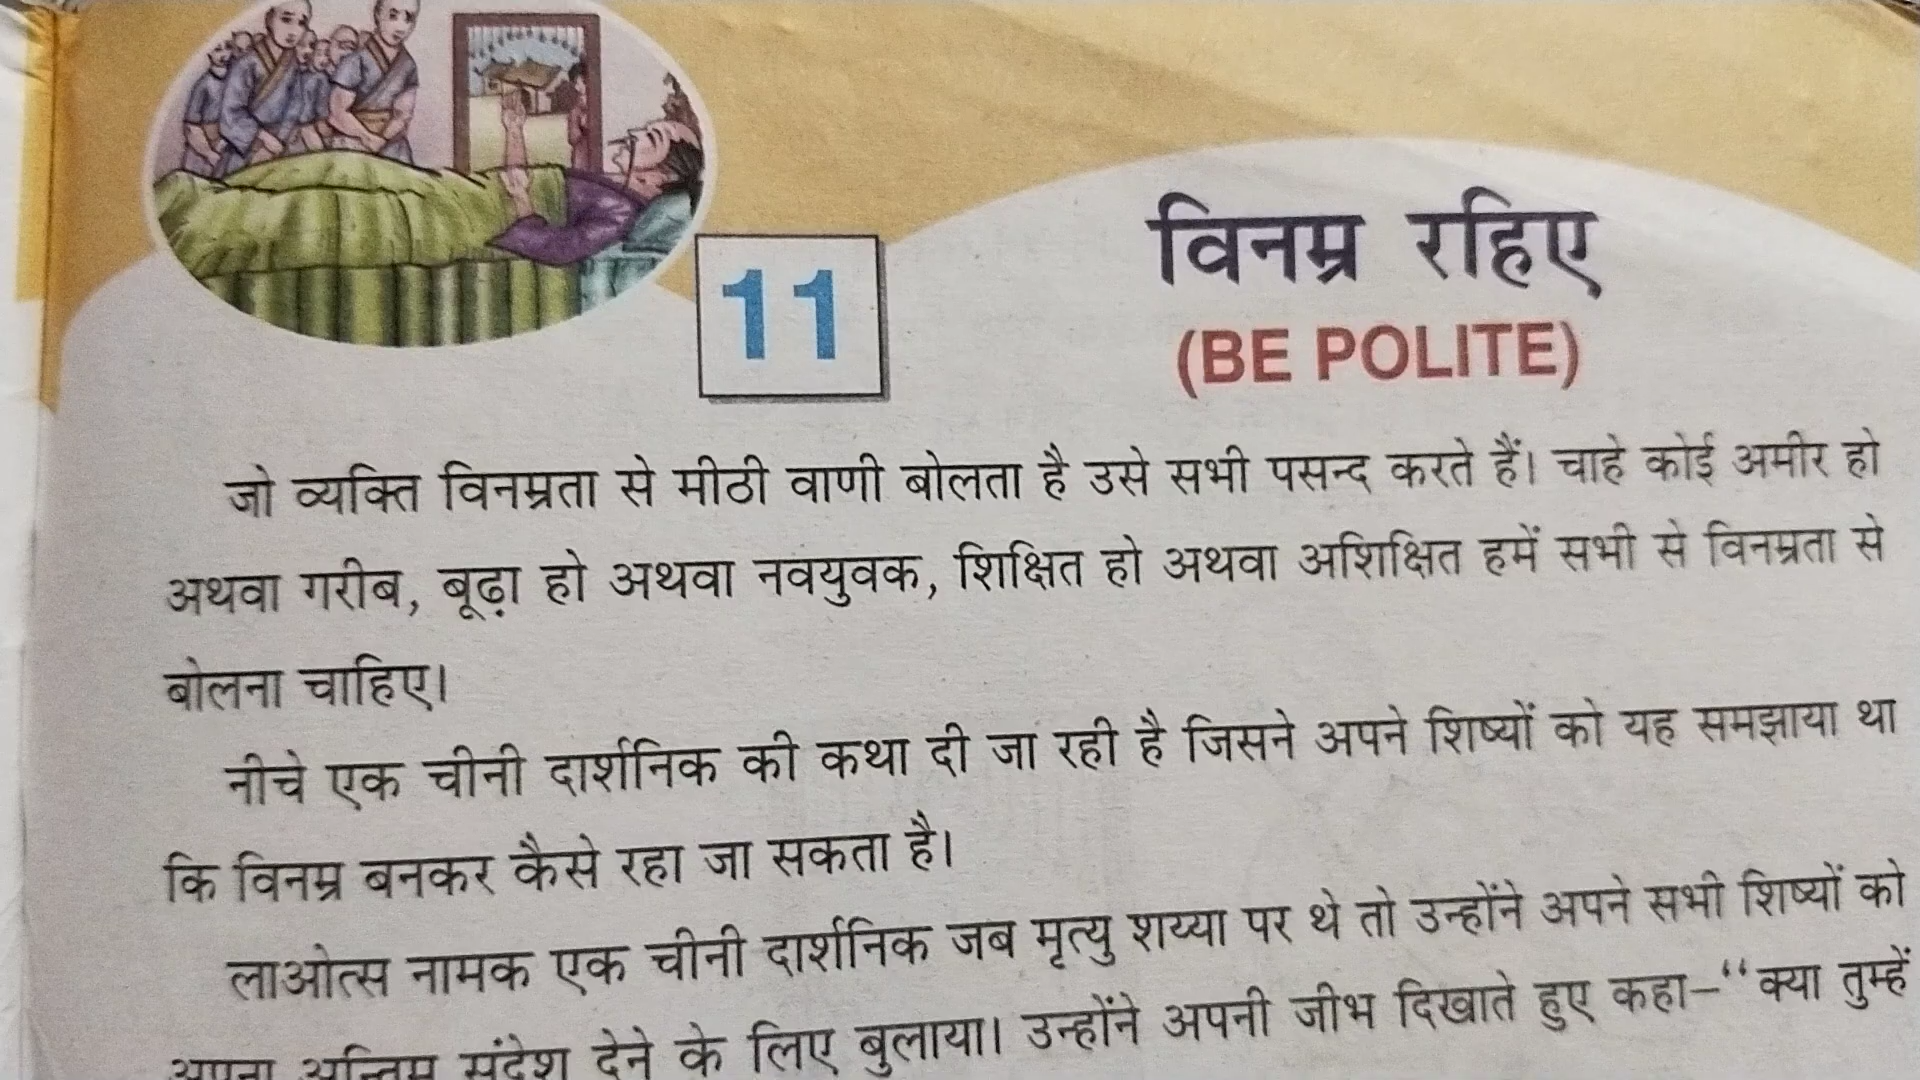 11
विनम्र रहिए
(BE POLITE)
जो व्यक्ति विनम्रता से मीठी वाणी बोलता है उसे सभी पसन्द करते हैं। चाहे कोई अमीर हो
अथवा गरीब, बूढ़ा हो अथवा नवयुवक, शिक्षित हो अथवा अशिक्षित हमें सभी से विनम्रता से
बोलना चाहिए।
नीचे एक चीनी दार्शनिक की कथा दी जा रही है जिसने अपने शिष्यों को यह समझाया था
कि विनम्र बनकर कैसे रहा जा सकता है।
लाओत्स नामक एक चीनी दार्शनिक जब मृत्यु शय्या पर थे तो उन्होंने अपने सभी शिष्यों को
अपना अन्तिम संदेश देने के लिए बुलाया। उन्होंने अपनी जीभ दिखाते हुए कहा–“क्या तुम्हें